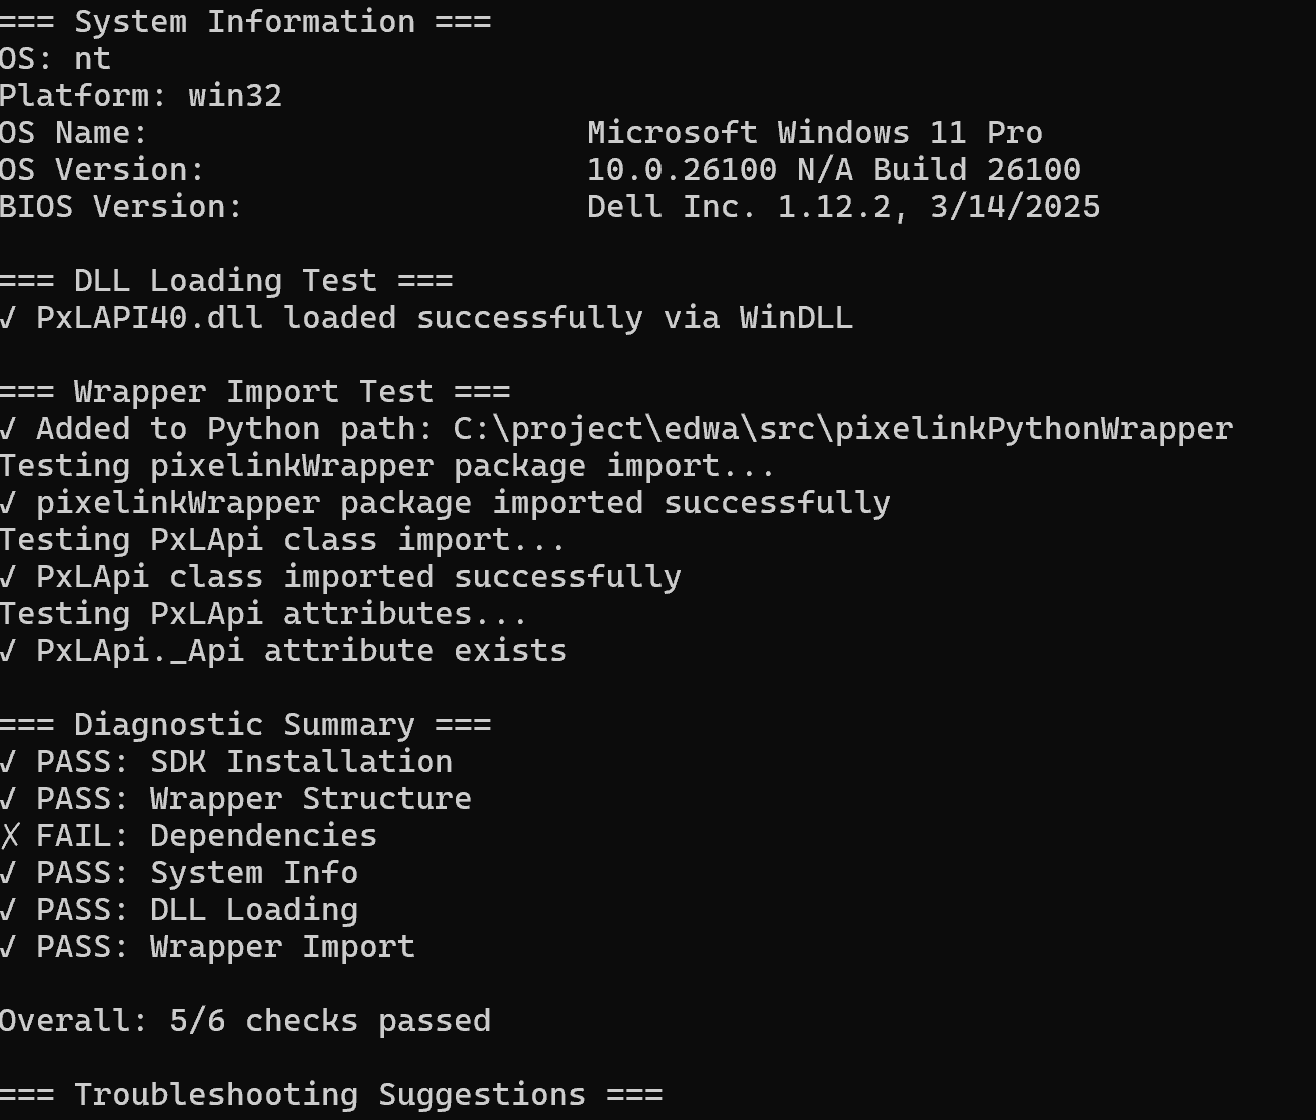 === System Information ===
OS: nt
Platform: win32
OS Name: Microsoft Windows 11 Pro
OS Version: 10.0.26100 N/A Build 26100
BIOS Version: Dell Inc. 1.12.2, 3/14/2025
=== DLL Loading Test ===
√ PxLAPI40.dll loaded successfully via WinDLL
=== Wrapper Import Test ===
√ Added to Python path: C:\project\edwa\src\pixelinkPythonWrapper
Testing pixelinkWrapper package import...
√ pixelinkWrapper package imported successfully
Testing PxLApi class import...
√ PxLApi class imported successfully
Testing PxLApi attributes...
√ PxLApi._Api attribute exists
=== Diagnostic Summary ===
√ PASS: SDK Installation
√ PASS: Wrapper Structure
✗ FAIL: Dependencies
√ PASS: System Info
√ PASS: DLL Loading
√ PASS: Wrapper Import
Overall: 5/6 checks passed
=== Troubleshooting Suggestions ===